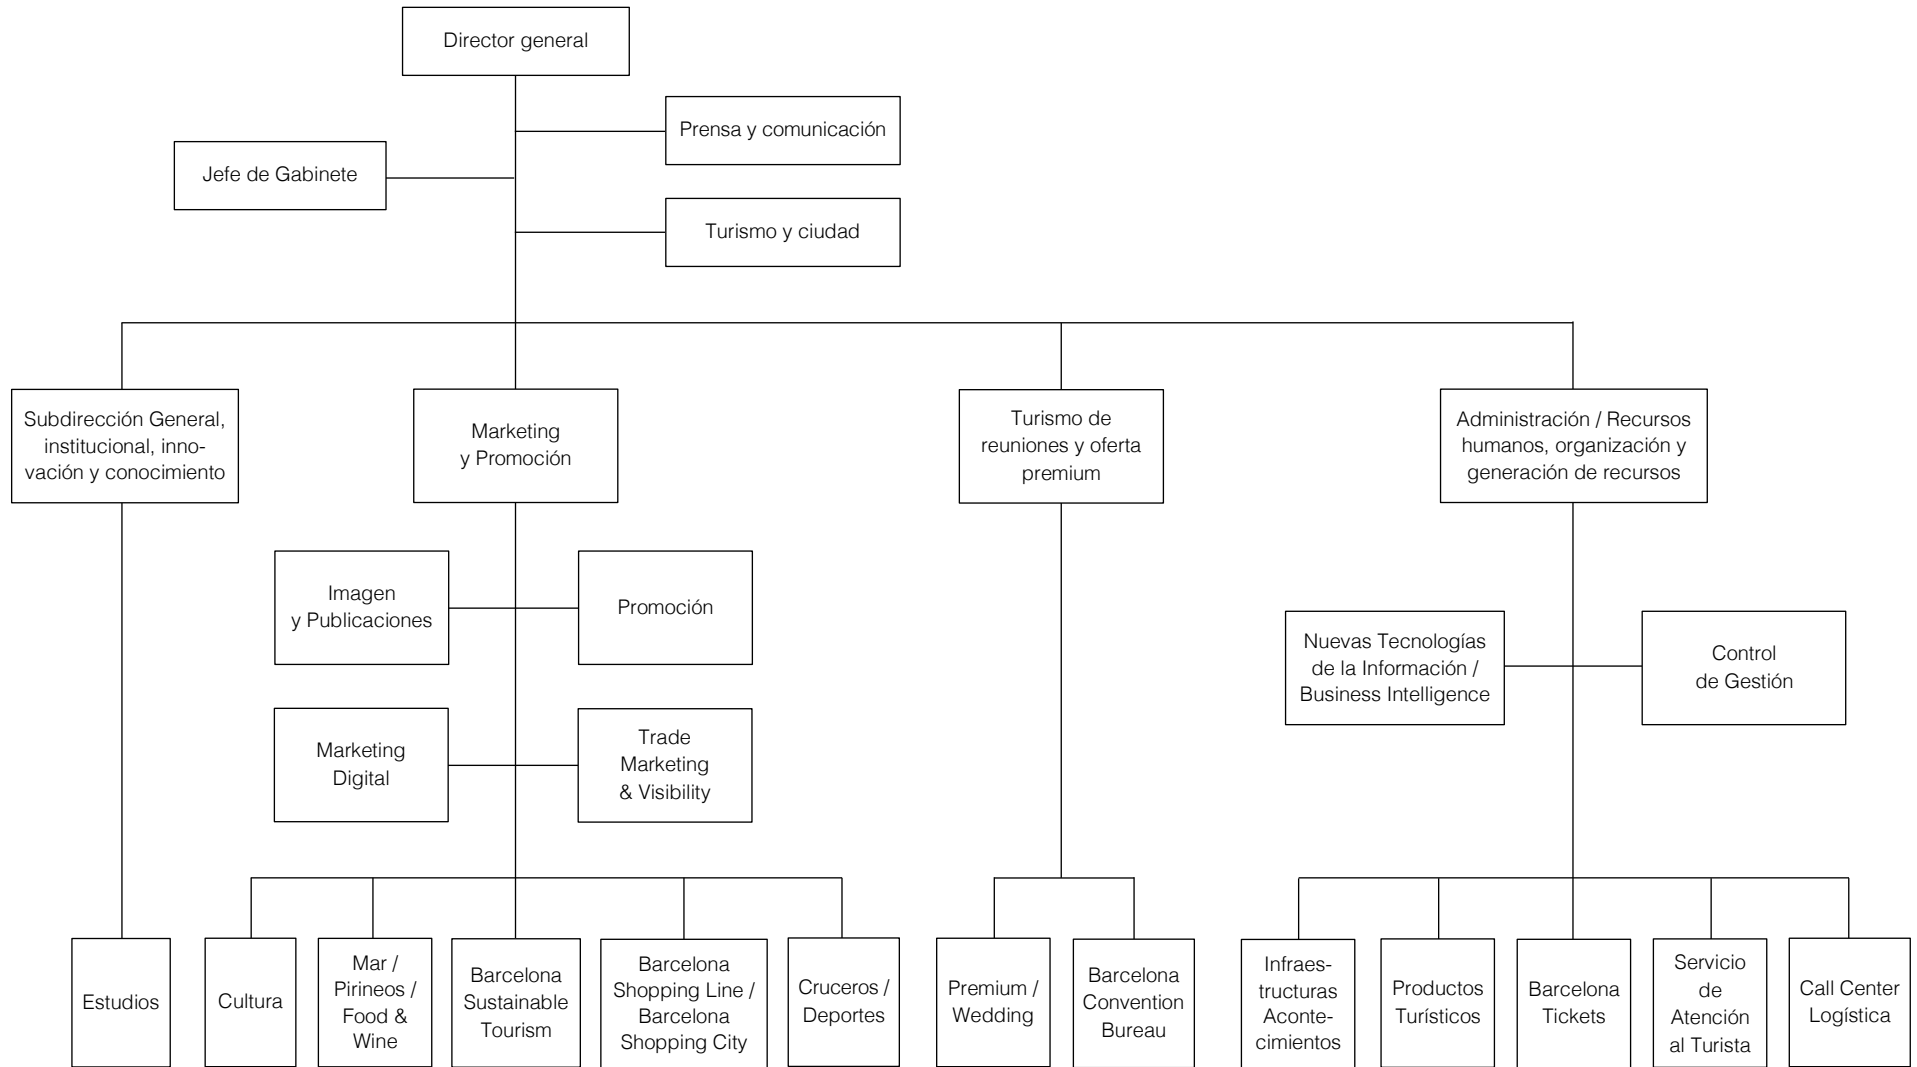 Director general
Prensa y comunicación
Jefe de Gabinete
Turismo y ciudad
Subdirección General,
institucional, inno-
vación y conocimiento
Marketing
y Promoción
Turismo de
reuniones y oferta
premium
Administración / Recursos
humanos, organización y
generación de recursos
Imagen
y Publicaciones
Promoción
Nuevas Tecnologías
de la Información /
Business Intelligence
Control
de Gestión
Marketing
Digital
Trade
Marketing
& Visibility
Estudios
Cultura
Mar /
Pirineos /
Food &
Wine
Barcelona
Sustainable
Tourism
Barcelona
Shopping Line /
Barcelona
Shopping City
Cruceros /
Deportes
Premium /
Wedding
Barcelona
Convention
Bureau
Infraes-
tructuras
Aconte-
cimientos
Productos
Turísticos
Barcelona
Tickets
Servicio
de
Atención
al Turista
Call Center
Logística